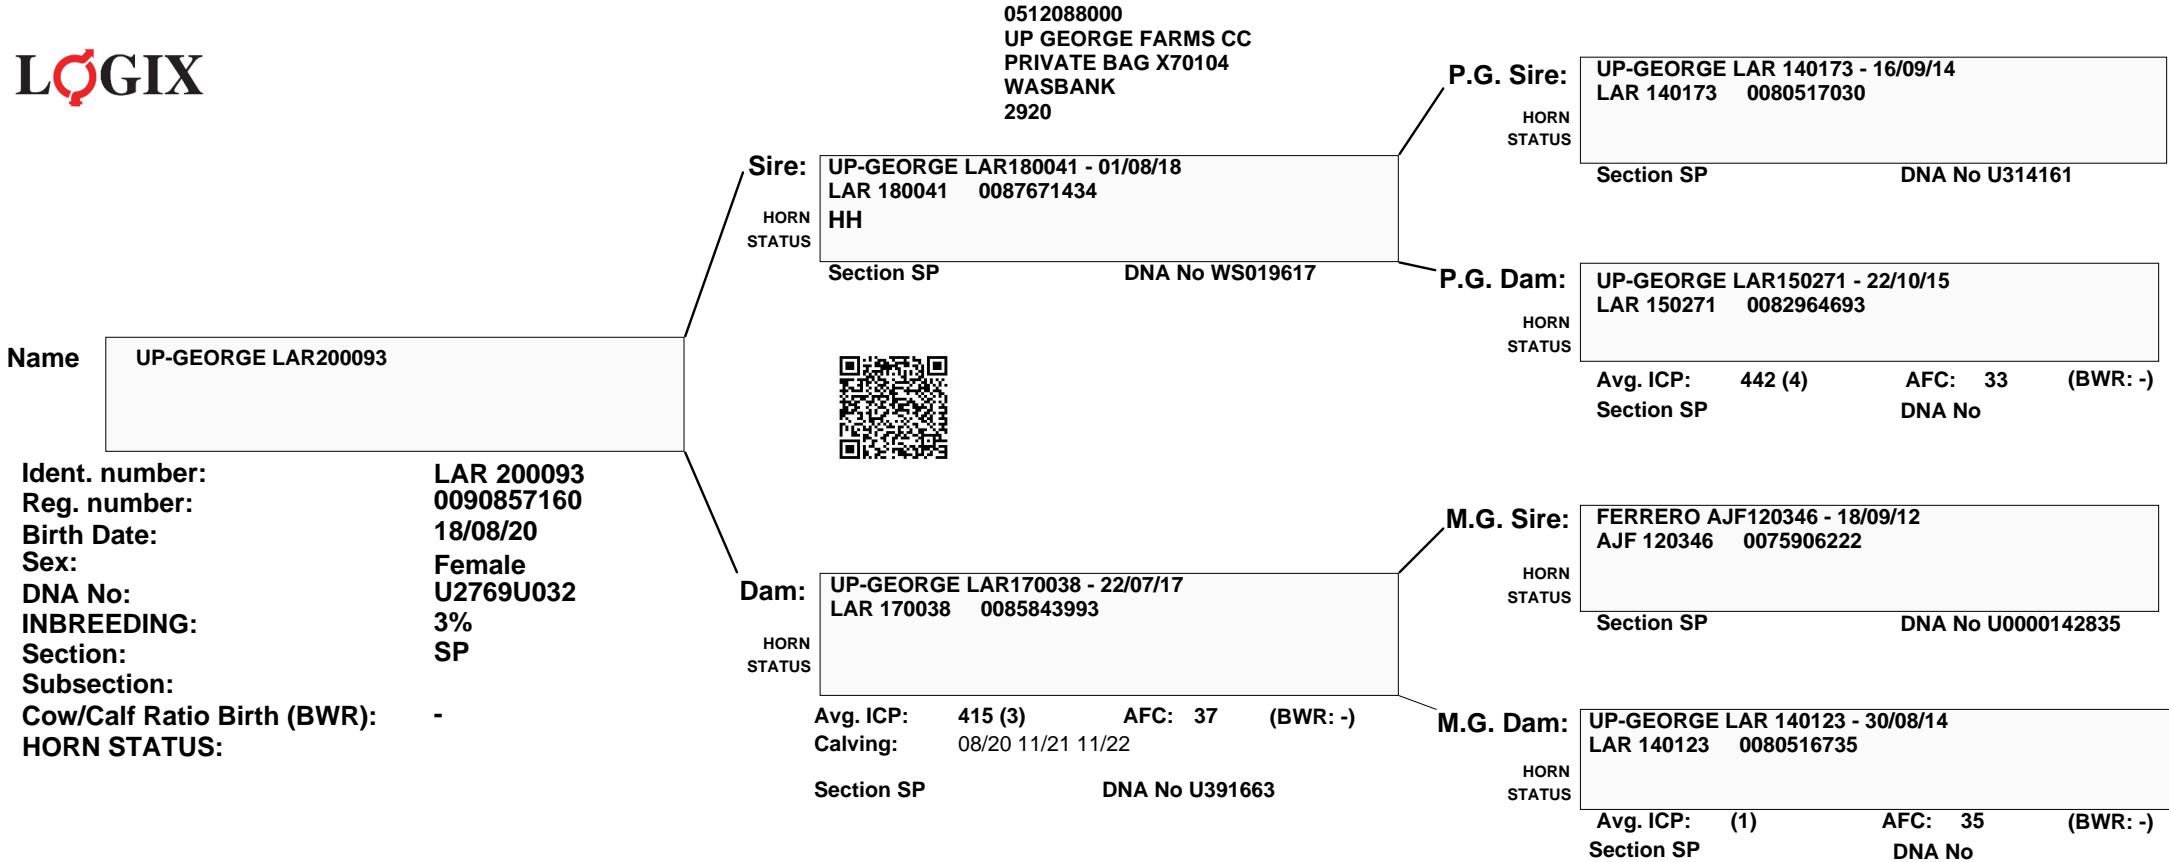 LOGIX
0512088000
UP GEORGE FARMS CC
PRIVATE BAG X70104
WASBANK
2920
Name
UP-GEORGE LAR200093
Ident. number: LAR 200093
Reg. number: 0090857160
Birth Date: 18/08/20
Sex: Female
DNA No: U2769U032
INBREEDING: 3%
Section: SP
Subsection:
Cow/Calf Ratio Birth (BWR): -
HORN STATUS:
Sire:
UP-GEORGE LAR180041 - 01/08/18
LAR 180041 0087671434
HORN
STATUS
HH
Section SP DNA No WS019617
Dam:
UP-GEORGE LAR170038 - 22/07/17
LAR 170038 0085843993
HORN
STATUS
Avg. ICP: 415 (3) AFC: 37 (BWR: -)
Calving: 08/20 11/21 11/22
Section SP DNA No U391663
P.G. Sire:
UP-GEORGE LAR 140173 - 16/09/14
LAR 140173 0080517030
HORN
STATUS
Section SP DNA No U314161
P.G. Dam:
UP-GEORGE LAR150271 - 22/10/15
LAR 150271 0082964693
HORN
STATUS
Avg. ICP: 442 (4) AFC: 33 (BWR: -)
Section SP DNA No
M.G. Sire:
FERRERO AJF120346 - 18/09/12
AJF 120346 0075906222
HORN
STATUS
Section SP DNA No U0000142835
M.G. Dam:
UP-GEORGE LAR 140123 - 30/08/14
LAR 140123 0080516735
HORN
STATUS
Avg. ICP: (1) AFC: 35 (BWR: -)
Section SP DNA No